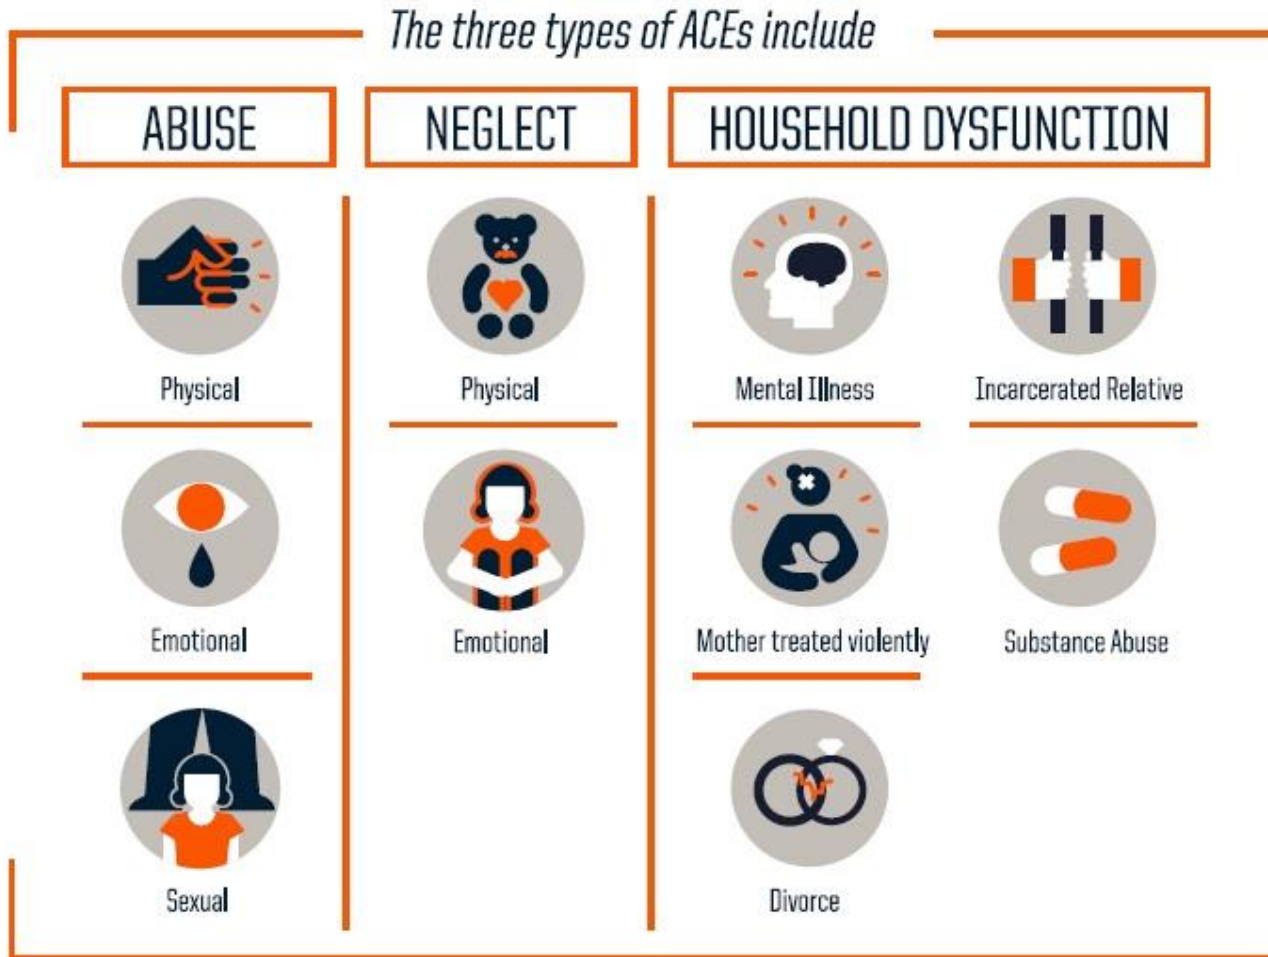 The three types of ACEs include
ABUSE
NEGLECT
HOUSEHOLD DYSFUNCTION
Physical
Physical
Mental Illness
Incarcerated Relative
Emotional
Emotional
Mother treated violently
Substance Abuse
Sexual
Divorce